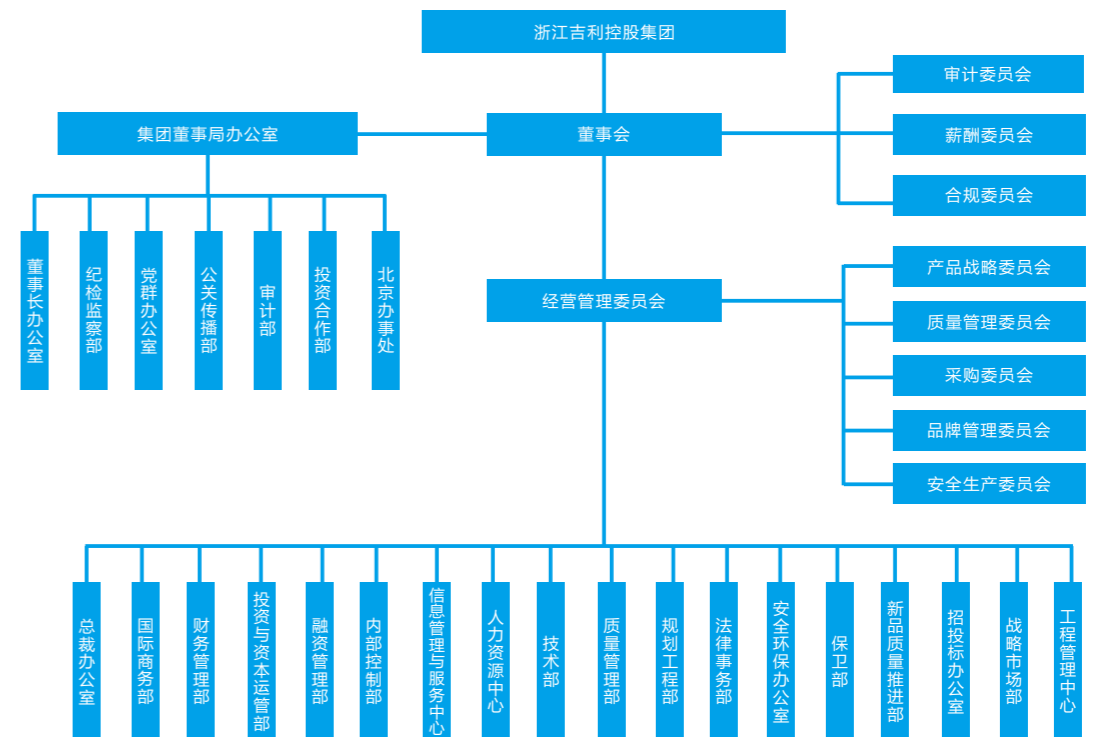 浙江吉利控股集团
审计委员会
集团董事局办公室
董事会
薪酬委员会
合规委员会
董事长办公室
纪检监察部
党群办公室
公关传播部
审计部
投资合作部
北京办事处
经营管理委员会
产品战略委员会
质量管理委员会
采购委员会
品牌管理委员会
安全生产委员会
总裁办公室
国际商务部
财务管理部
投资与资本运管部
融资管理部
内部控制部
信息管理与服务中心
人力资源中心
技术部
质量管理部
规划工程部
法律事务部
安全环保办公室
保卫部
新品质量推进部
招投标办公室
战略市场部
工程管理中心